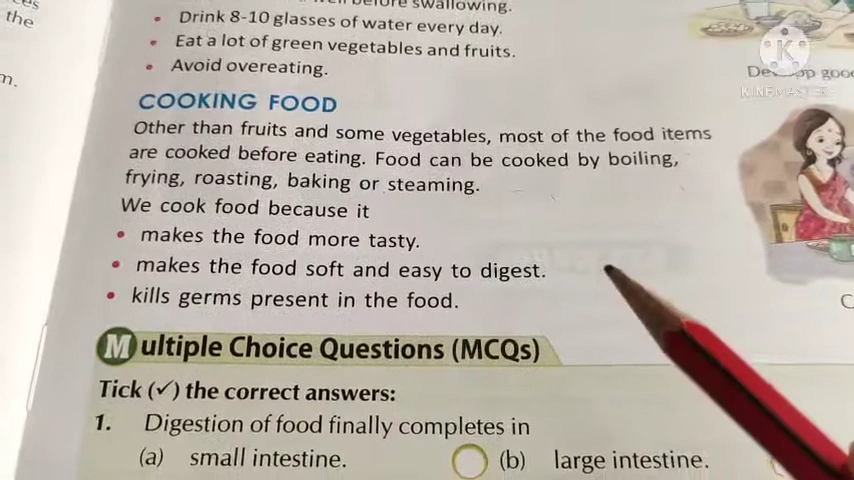 the
m.
before swallowing.
• Drink 8-10 glasses of water every day.
• Eat a lot of green vegetables and fruits.
• Avoid overeating.
COOKING FOOD
Other than fruits and some vegetables, most of the food items
are cooked before eating. Food can be cooked by boiling,
frying, roasting, baking or steaming.
We cook food because it
• makes the food more tasty.
• makes the food soft and easy to digest.
• kills germs present in the food.
Multiple Choice Questions (MCQs)
Tick (✓) the correct answers:
1. Digestion of food finally completes in
(a) small intestine. (b) large intestine.
K
KINEMASTER